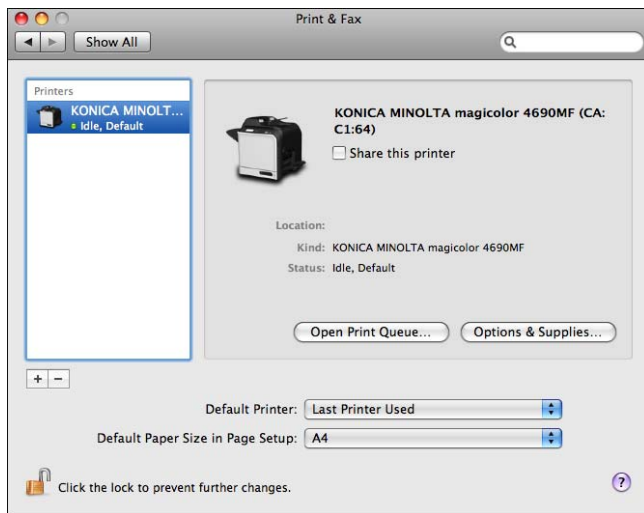 Print & Fax
Show All
Printers
KONICA MINOLT...
Idle, Default
KONICA MINOLTA magicolor 4690MF (CA:
C1:64)
Share this printer
Location:
Kind: KONICA MINOLTA magicolor 4690MF
Status: Idle, Default
Open Print Queue...
Options & Supplies...
+ −
Default Printer: Last Printer Used
Default Paper Size in Page Setup: A4
Click the lock to prevent further changes.
?